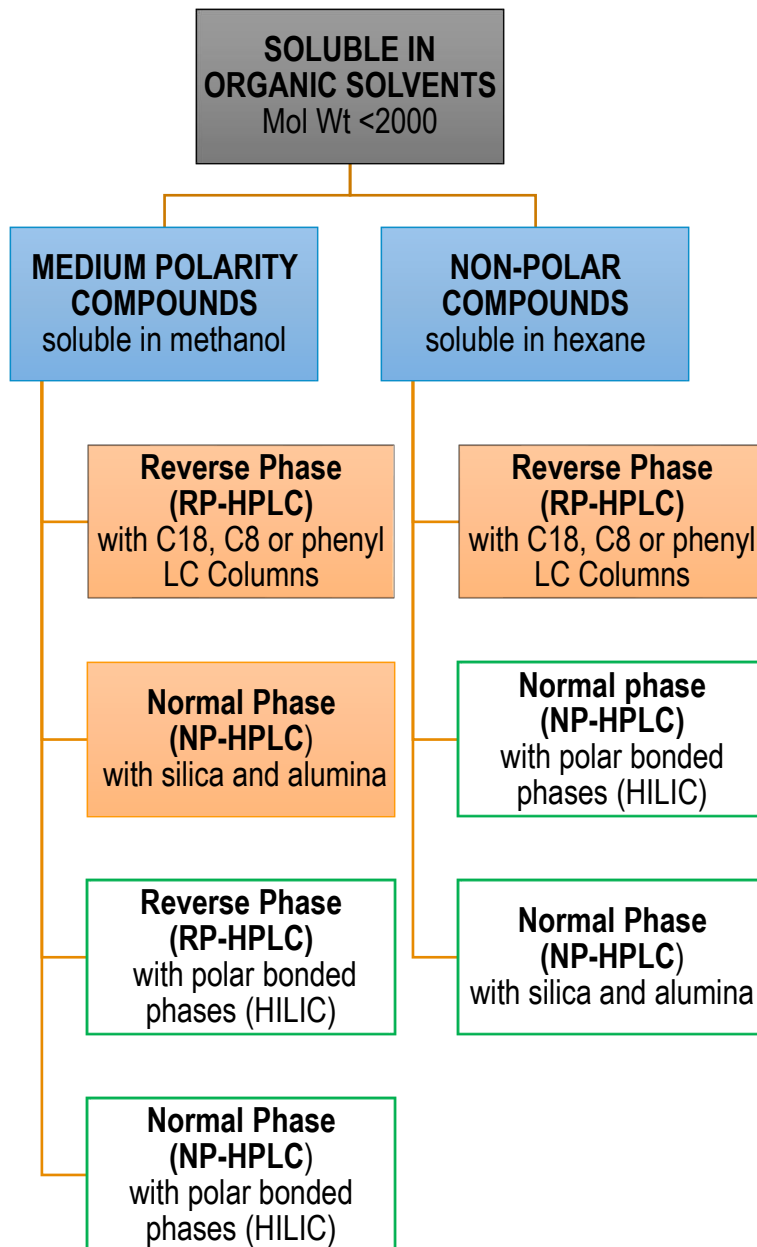 SOLUBLE IN
ORGANIC SOLVENTS
Mol Wt <2000
MEDIUM POLARITY
COMPOUNDS
soluble in methanol
Reverse Phase
(RP-HPLC)
with C18, C8 or phenyl
LC Columns
Normal Phase
(NP-HPLC)
with silica and alumina
Reverse Phase
(RP-HPLC)
with polar bonded
phases (HILIC)
Normal Phase
(NP-HPLC)
with polar bonded
phases (HILIC)
NON-POLAR
COMPOUNDS
soluble in hexane
Reverse Phase
(RP-HPLC)
with C18, C8 or phenyl
LC Columns
Normal phase
(NP-HPLC)
with polar bonded
phases (HILIC)
Normal Phase
(NP-HPLC)
with silica and alumina